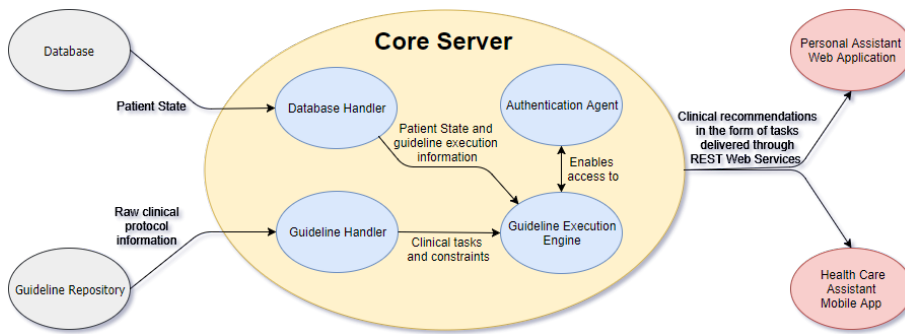 Core Server
Database
Patient State
Database Handler
Authentication Agent
Patient State and
guideline execution
information
Enables
access to
Raw clinical
protocol
information
Guideline Repository
Guideline Handler
Clinical tasks
and constraints
Guideline Execution
Engine
Clinical recommendations
in the form of tasks
delivered through
REST Web Services
Personal Assistant
Web Application
Health Care
Assistant
Mobile App